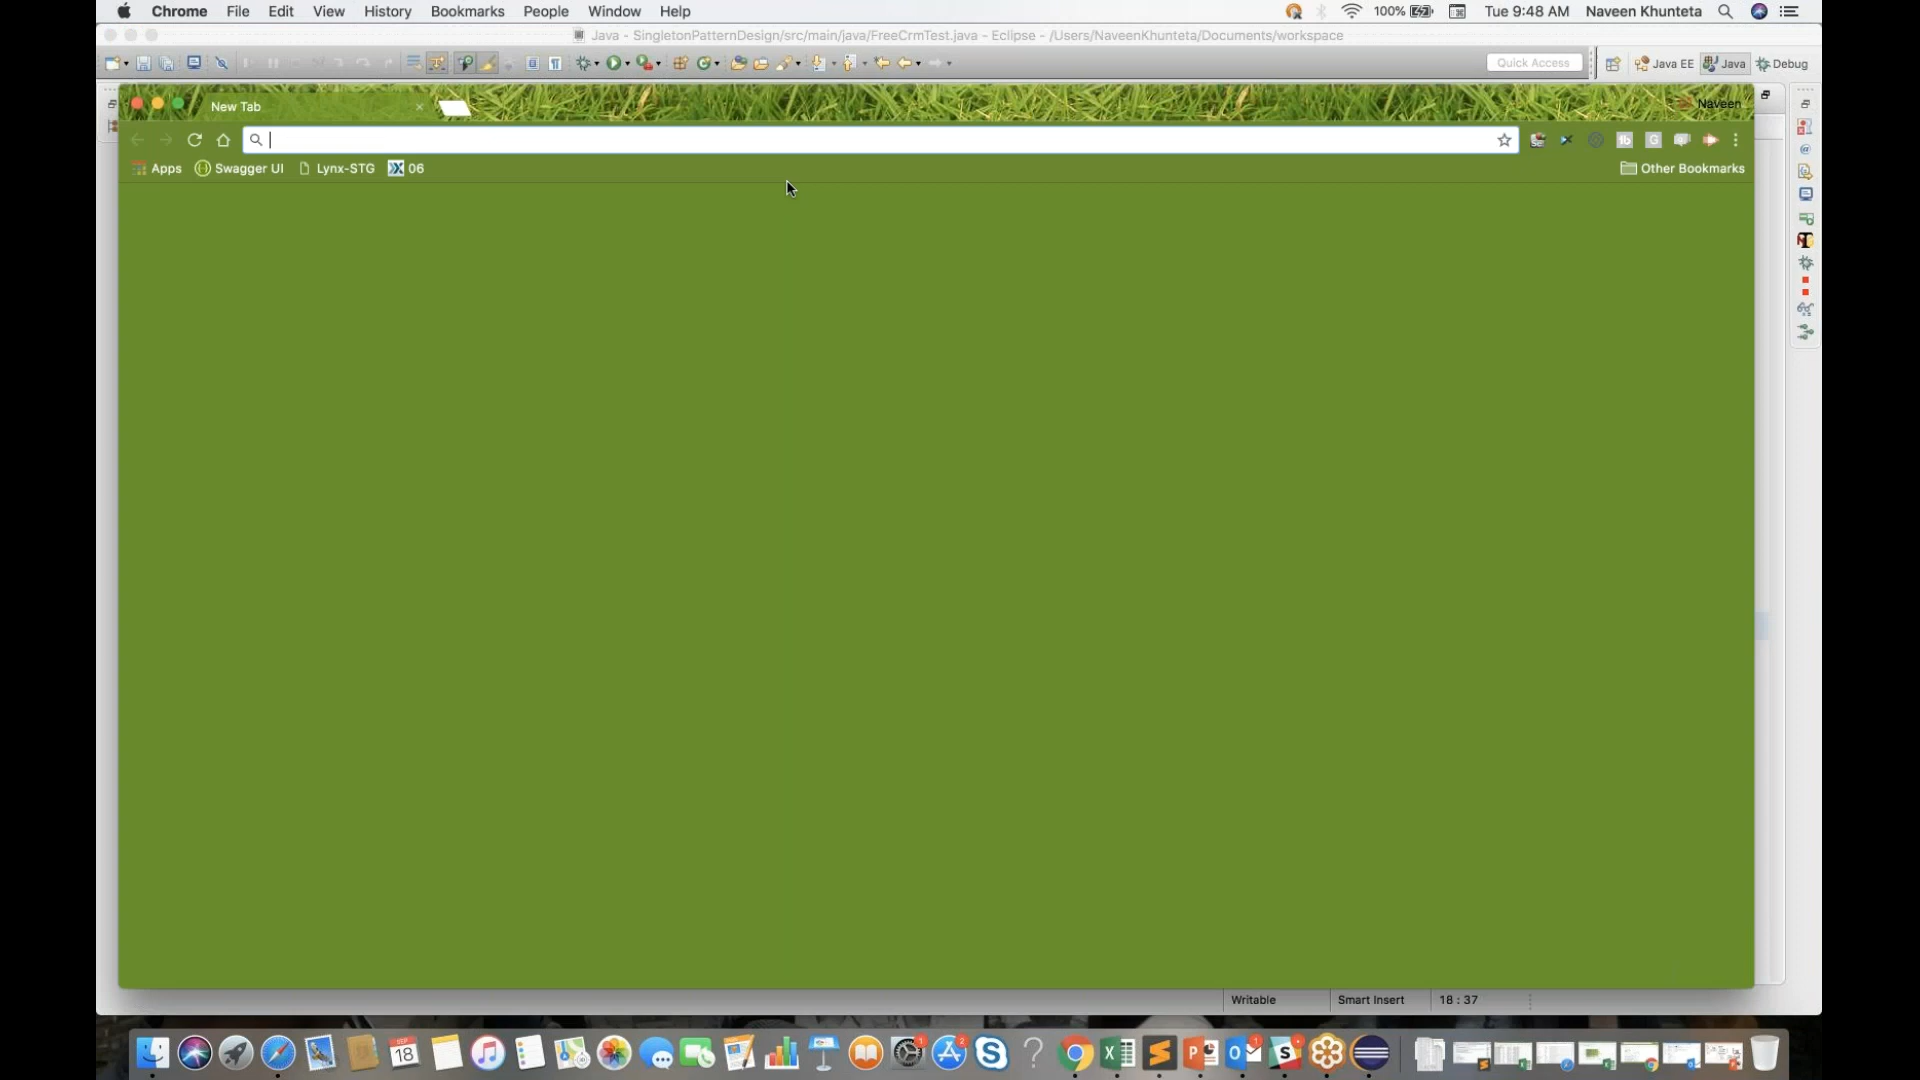 Chrome File Edit View History Bookmarks People Window Help 100% Tue 9:48 AM Naveen Khunteta
Java - SingletonPatternDesign/src/main/java/FreeCrmTest.java - Eclipse - /Users/NaveenKhunteta/Documents/workspace
Quick Access Java EE Java Debug
New Tab Naveen
Apps Swagger UI Lynx-STG 06 Other Bookmarks
Writable Smart Insert 18 : 37
SEP
18